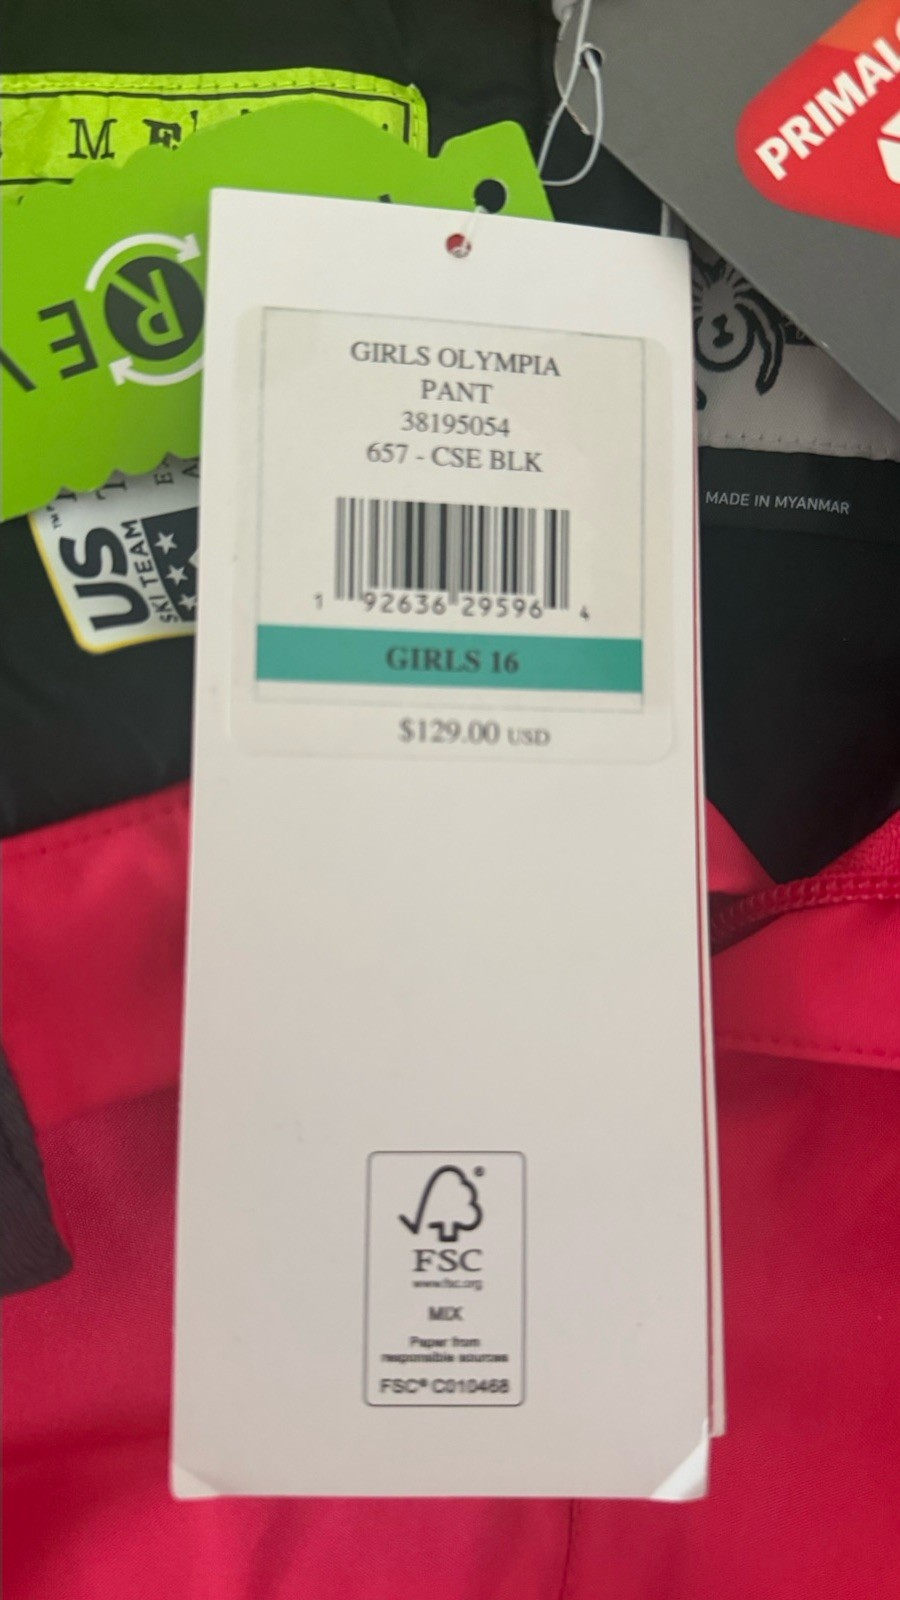 M
PRIMAL
REV
GIRLS OLYMPIA
PANT
38195054
657 - CSE BLK
1 92636 29596 4
GIRLS 16
$129.00 USD
MADE IN MYANMAR
US
SKI TEAM
FSC
www.fsc.org
MIX
Paper from
responsible sources
FSC® C010468